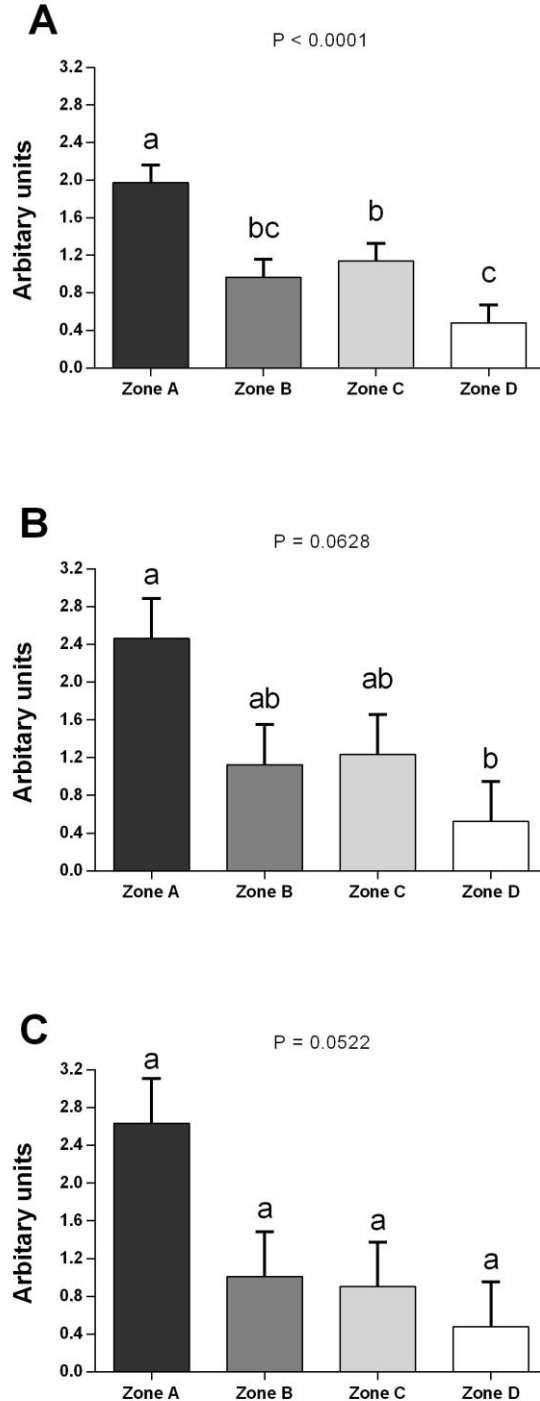 A
P < 0.0001
Arbitary units
3.2
2.8
2.4
2.0
1.6
1.2
0.8
0.4
0.0
a
bc
b
c
Zone A Zone B Zone C Zone D
B
P = 0.0628
Arbitary units
3.2
2.8
2.4
2.0
1.6
1.2
0.8
0.4
0.0
a
ab
ab
b
Zone A Zone B Zone C Zone D
C
P = 0.0522
Arbitary units
3.2
2.8
2.4
2.0
1.6
1.2
0.8
0.4
0.0
a
a
a
a
Zone A Zone B Zone C Zone D